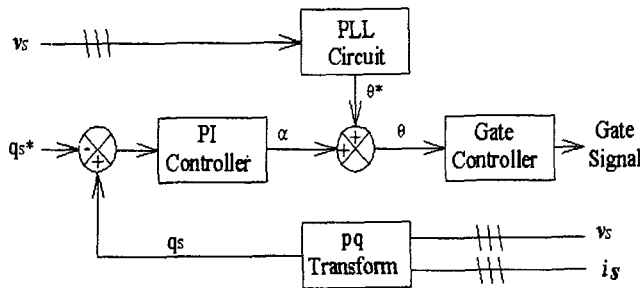 vs
PLL
Circuit
θ*
qs*
-
+
PI
Controller
α
+
+
θ
Gate
Controller
Gate
Signal
qs
pq
Transform
vs
is